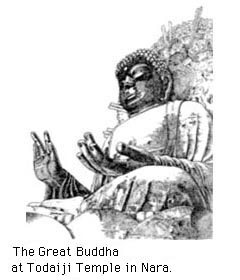 The Great Buddha
at Todaiji Temple in Nara.